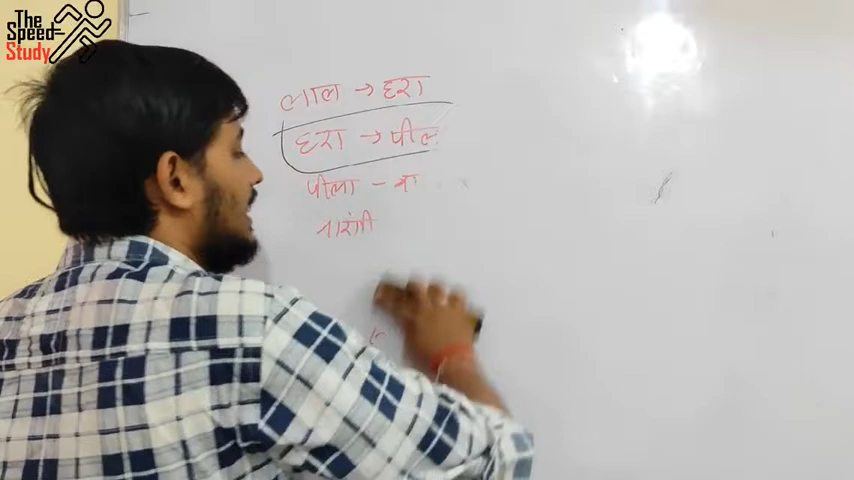 The
Speed
Study
लाल → हरा
हरा → पील
पीला - ना
नारंगी